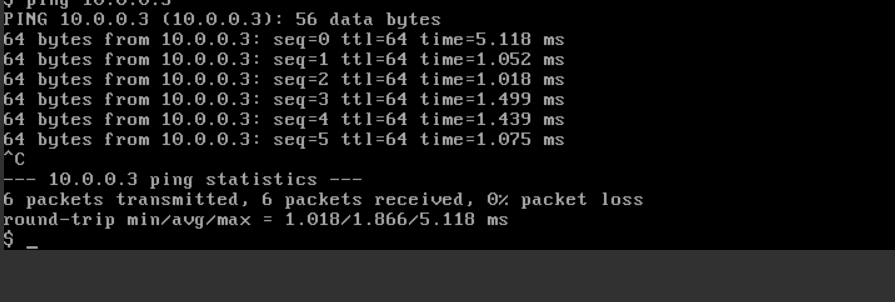 $ ping 10.0.0.3
PING 10.0.0.3 (10.0.0.3): 56 data bytes
64 bytes from 10.0.0.3: seq=0 ttl=64 time=5.118 ms
64 bytes from 10.0.0.3: seq=1 ttl=64 time=1.052 ms
64 bytes from 10.0.0.3: seq=2 ttl=64 time=1.018 ms
64 bytes from 10.0.0.3: seq=3 ttl=64 time=1.499 ms
64 bytes from 10.0.0.3: seq=4 ttl=64 time=1.439 ms
64 bytes from 10.0.0.3: seq=5 ttl=64 time=1.075 ms
^C
--- 10.0.0.3 ping statistics ---
6 packets transmitted, 6 packets received, 0% packet loss
round-trip min/avg/max = 1.018/1.866/5.118 ms
$ _